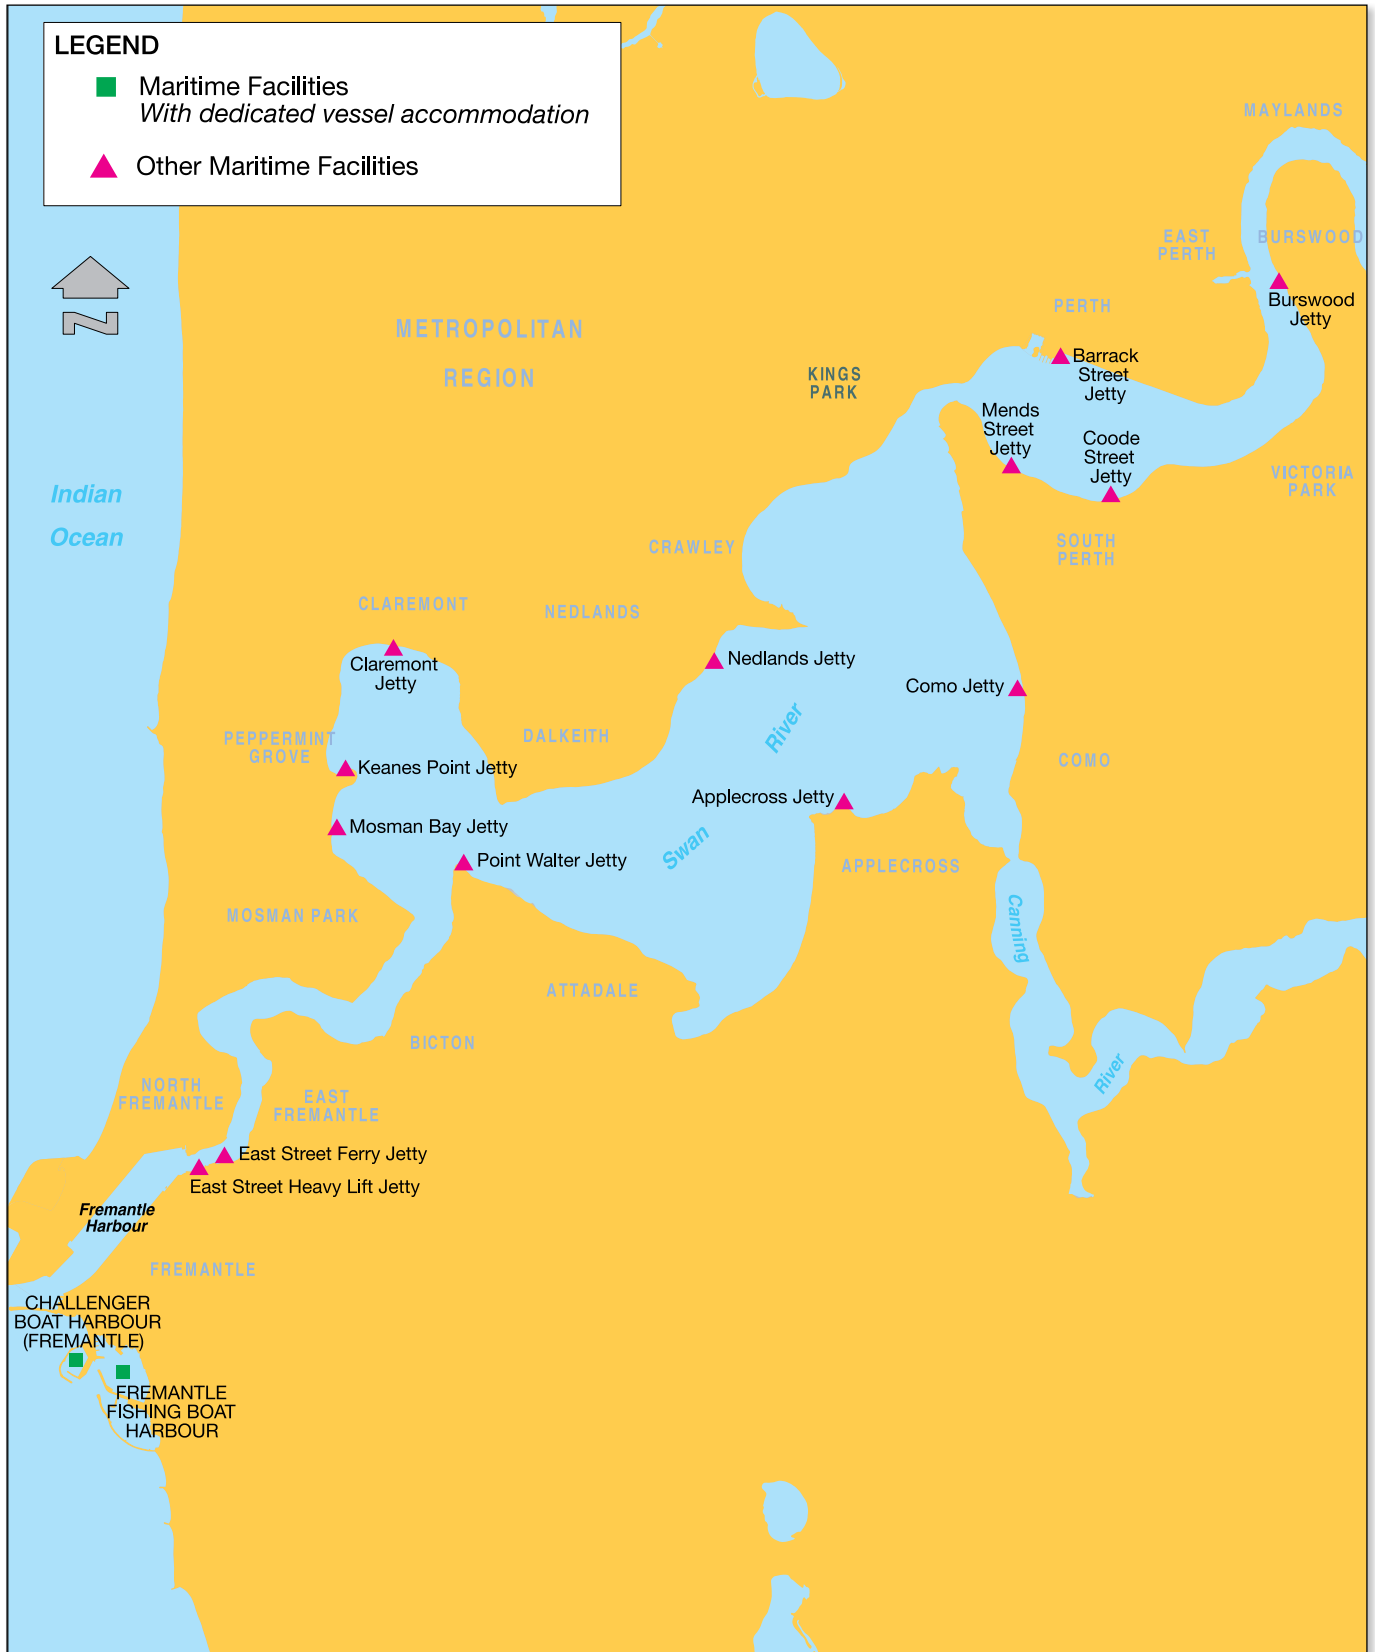 LEGEND
Maritime Facilities
With dedicated vessel accommodation
Other Maritime Facilities
N
MAYLANDS
EAST
PERTH
BURSWOOD
Burswood
Jetty
PERTH
METROPOLITAN
REGION
Barrack
Street
Jetty
KINGS
PARK
Mends
Street
Jetty
Coode
Street
Jetty
VICTORIA
PARK
Indian
Ocean
SOUTH
PERTH
CRAWLEY
CLAREMONT
NEDLANDS
Claremont
Jetty
Nedlands Jetty
Como Jetty
River
PEPPERMINT
GROVE
DALKEITH
COMO
Keanes Point Jetty
Applecross Jetty
Mosman Bay Jetty
Swan
Point Walter Jetty
APPLECROSS
MOSMAN PARK
Canning
ATTADALE
BICTON
River
NORTH
FREMANTLE
EAST
FREMANTLE
East Street Ferry Jetty
East Street Heavy Lift Jetty
Fremantle
Harbour
FREMANTLE
CHALLENGER
BOAT HARBOUR
(FREMANTLE)
FREMANTLE
FISHING BOAT
HARBOUR